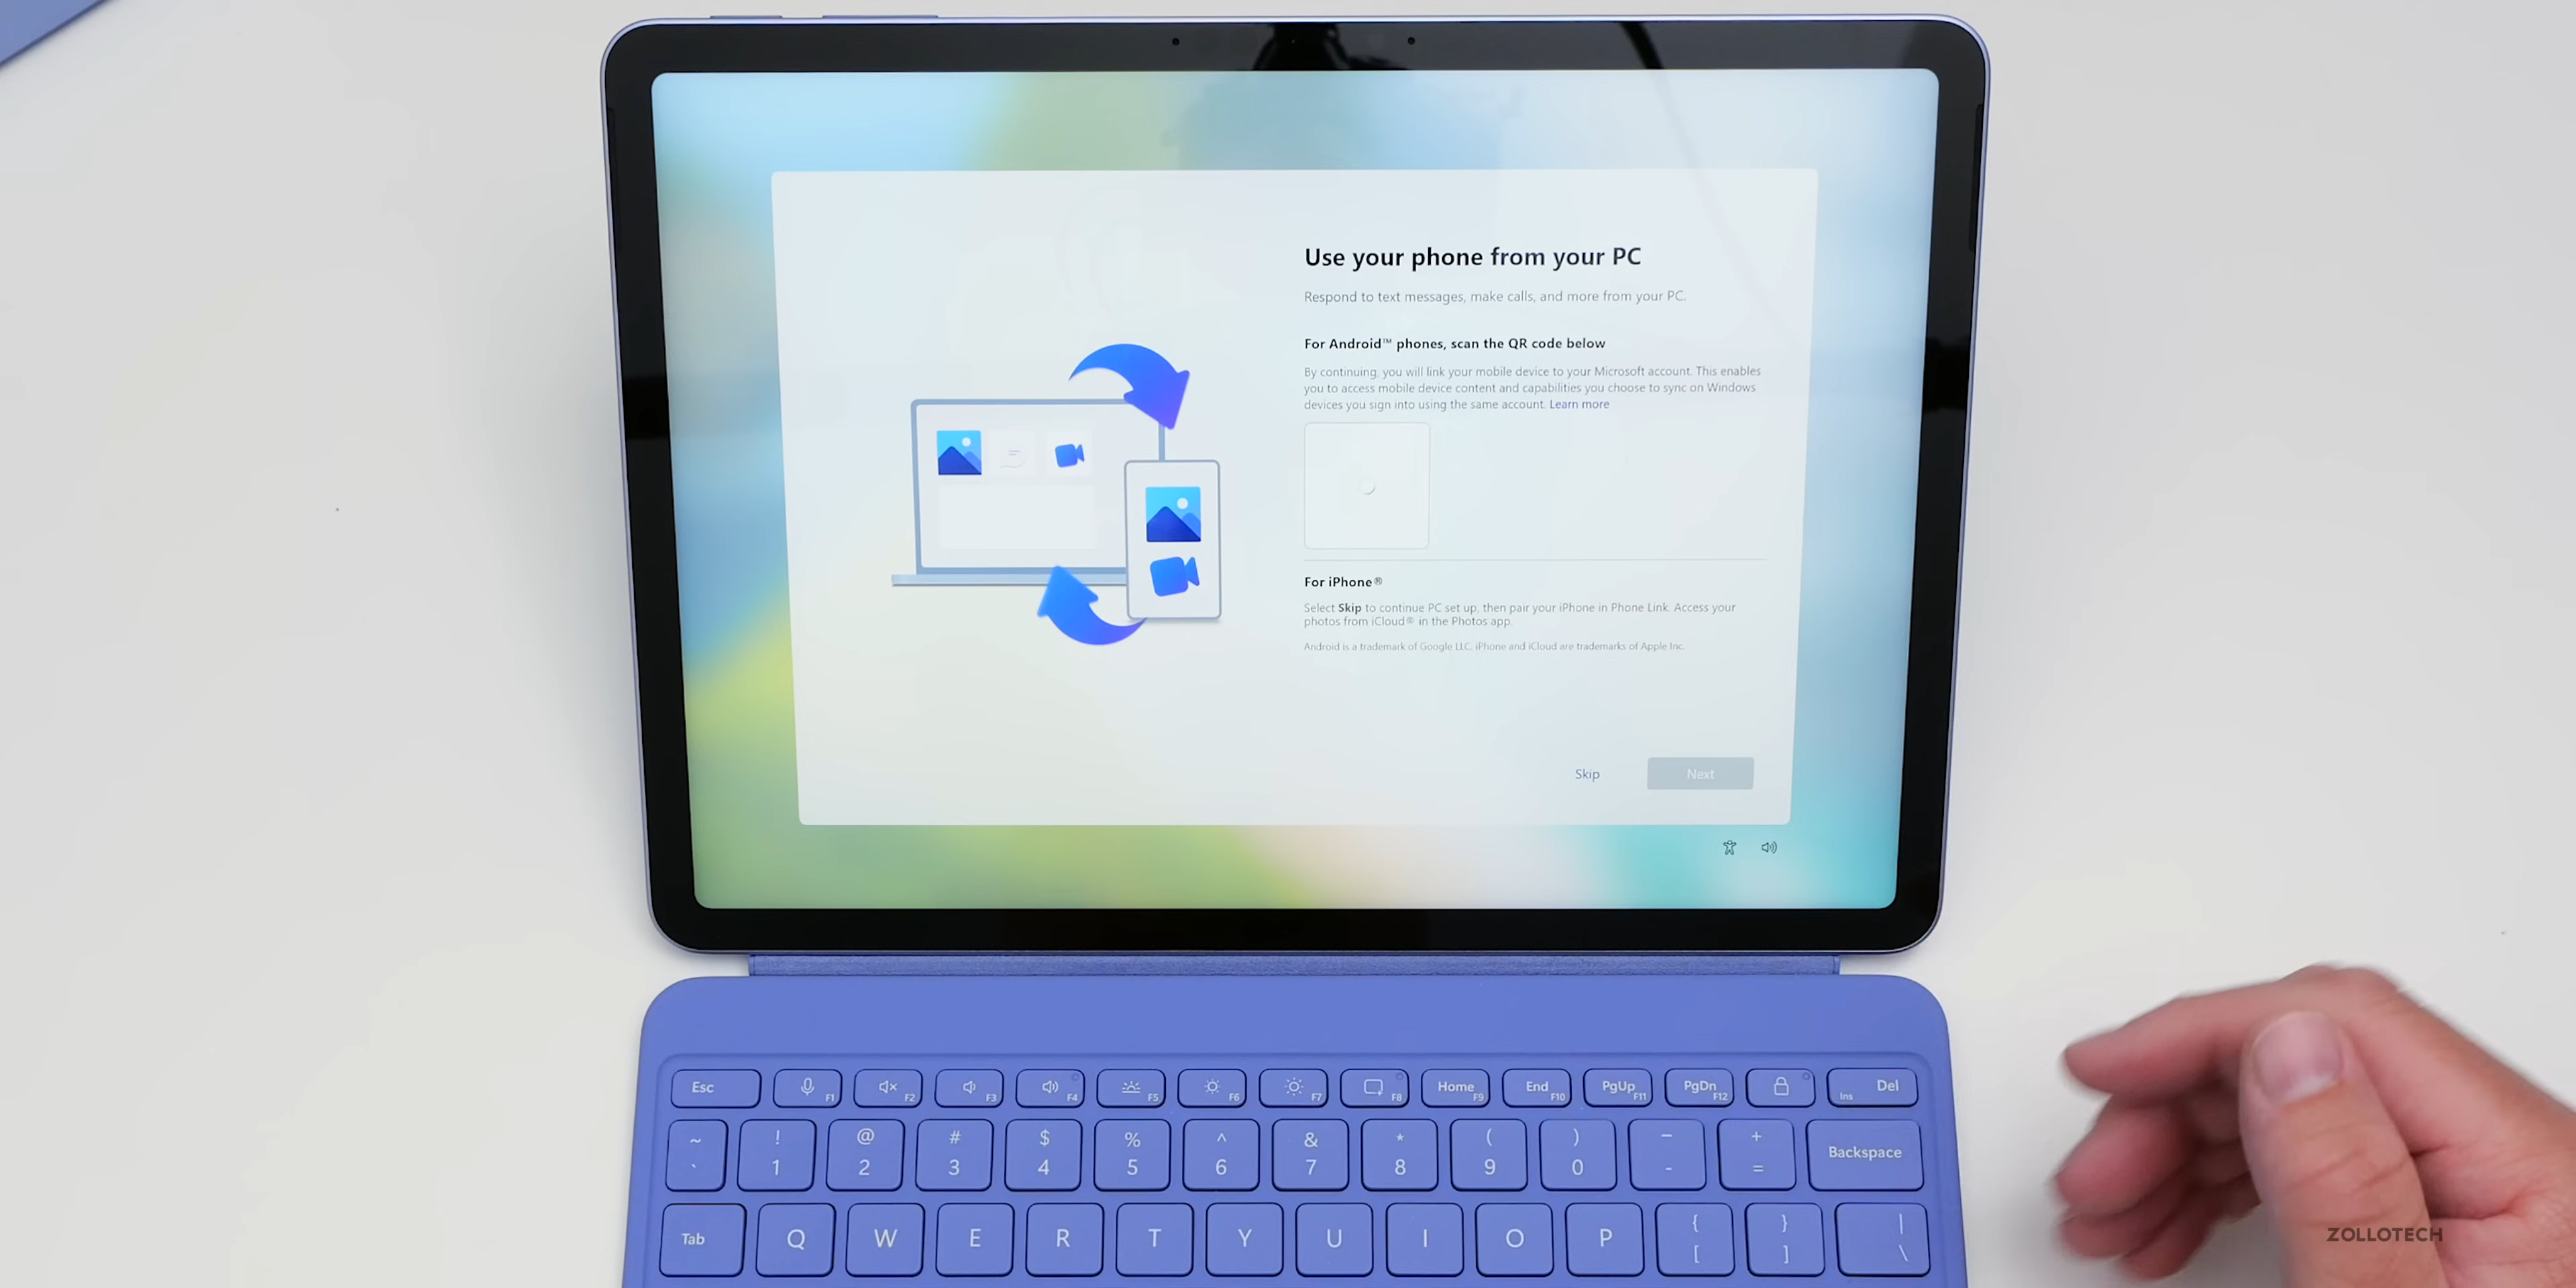 Use your phone from your PC
Respond to text messages, make calls, and more from your PC.
For Android™ phones, scan the QR code below
By continuing, you will link your mobile device to your Microsoft account. This enables
you to access mobile device content and capabilities you choose to sync on Windows
devices you sign into using the same account. Learn more
For iPhone®
Select Skip to continue PC set up, then pair your iPhone in Phone Link. Access your
photos from iCloud® in the Photos app.
Android is a trademark of Google LLC. iPhone and iCloud are trademarks of Apple Inc.
Skip Next
Esc F1 F2 F3 F4 F5 F6 F7 F8 Home F9 End F10 PgUp F11 PgDn F12 Ins Del
~ ! @ # $ % ^ & * ( ) _ +
` 1 2 3 4 5 6 7 8 9 0 - = Backspace
Tab Q W E R T Y U I O P { [ } ] | \
ZOLLOTECH